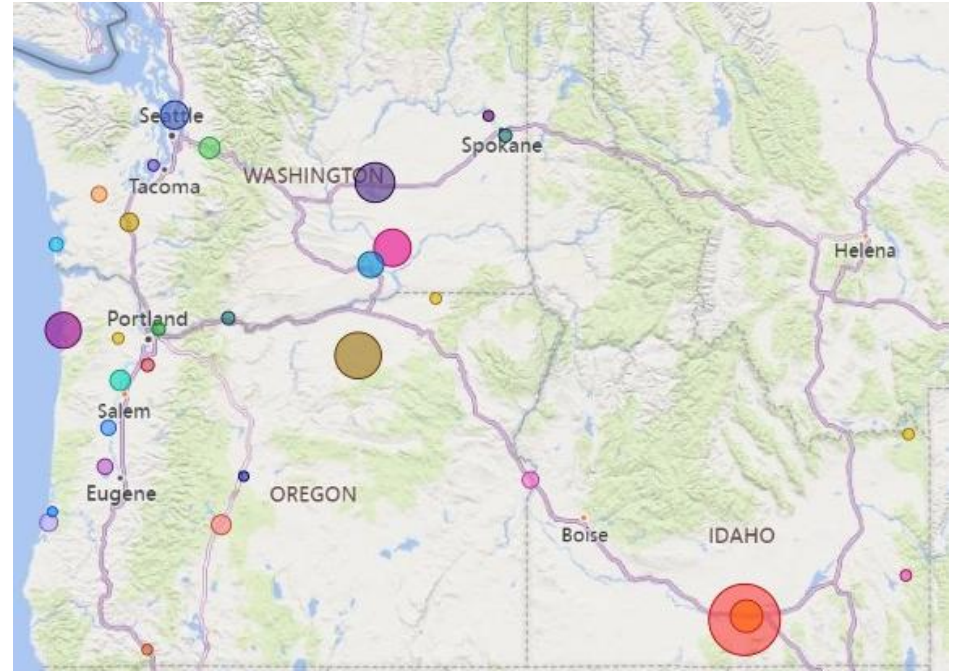 Seattle
Spokane
WASHINGTON
Tacoma
Helena
Portland
Salem
Eugene
OREGON
Boise
IDAHO